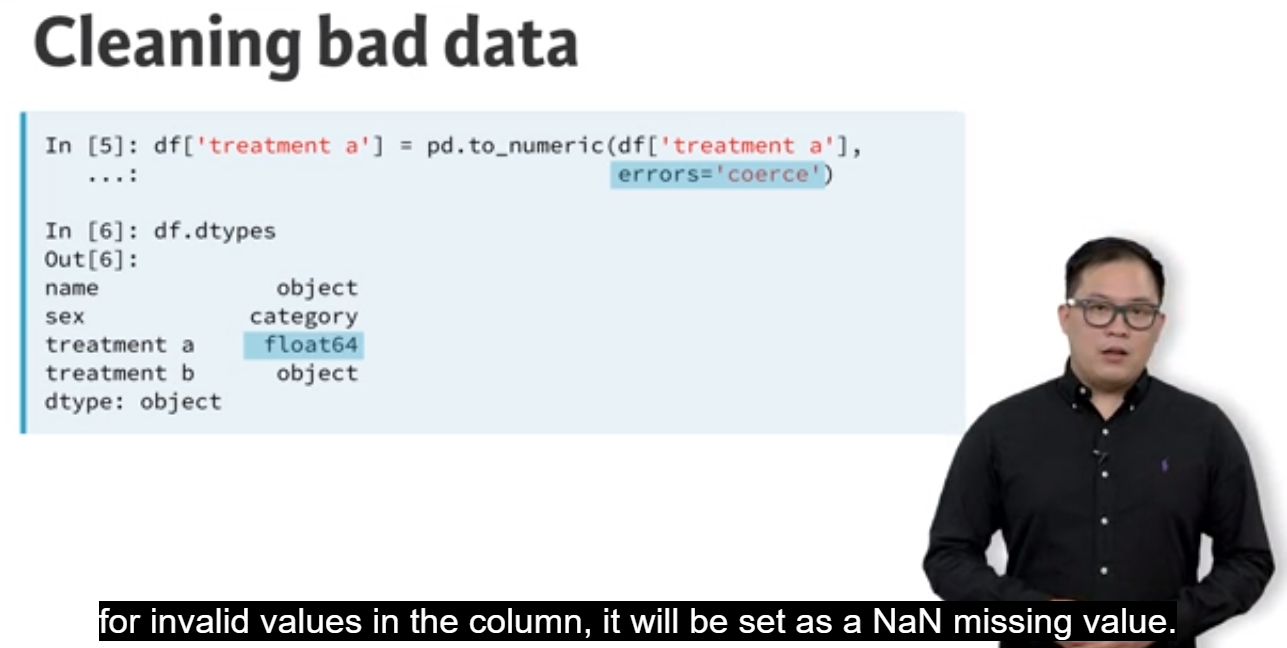 Cleaning bad data
In [5]: df['treatment a'] = pd.to_numeric(df['treatment a'],
...: errors='coerce')
In [6]: df.dtypes
Out[6]:
name object
sex category
treatment a float64
treatment b object
dtype: object
for invalid values in the column, it will be set as a NaN missing value.